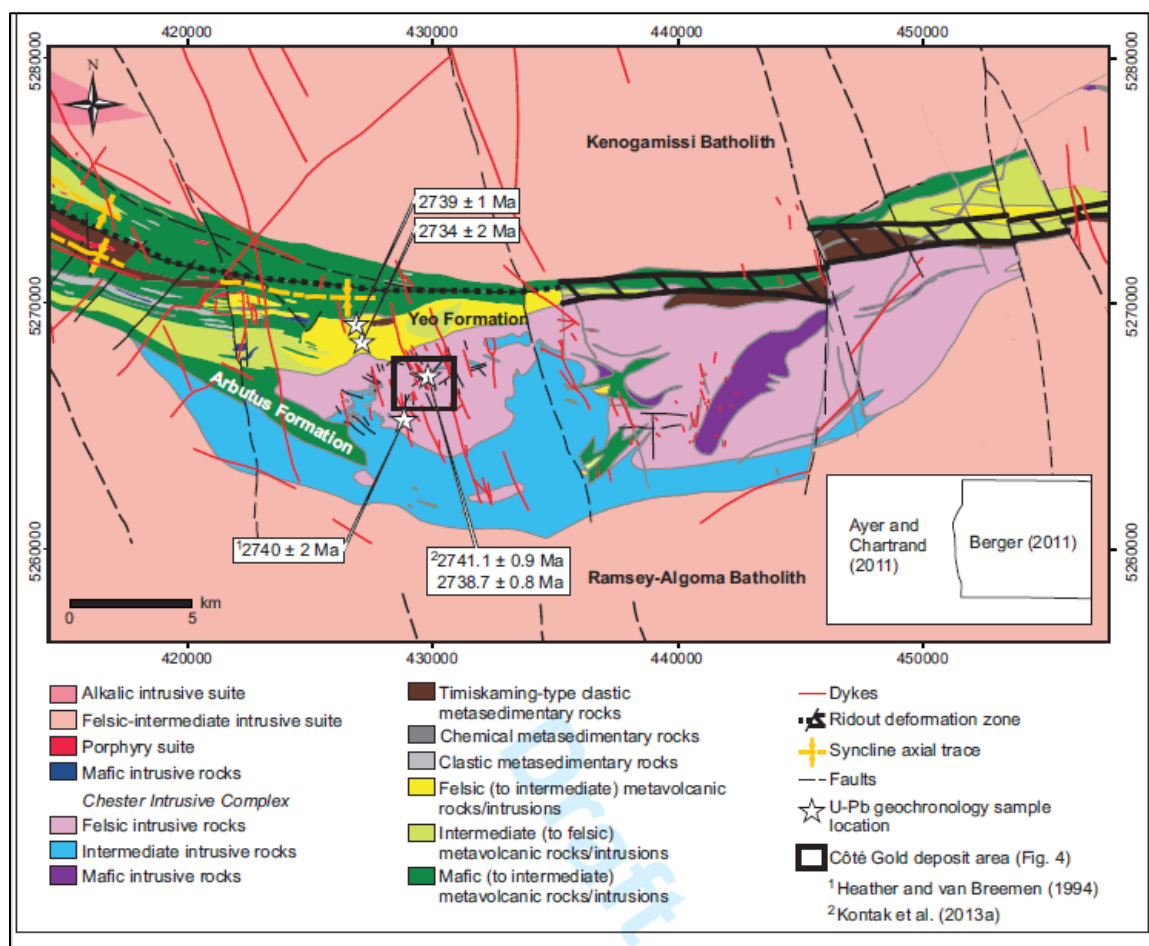 420000
430000
440000
450000
5280000
5280000
N
Kenogamissi Batholith
2739 ± 1 Ma
2734 ± 2 Ma
5270000
5270000
Yeo Formation
Arbutus Formation
¹2740 ± 2 Ma
²2741.1 ± 0.9 Ma
2738.7 ± 0.8 Ma
Ramsey-Algoma Batholith
Ayer and
Chartrand
(2011)
Berger (2011)
5260000
5260000
km
0
5
420000
430000
440000
450000
Alkalic intrusive suite
Felsic-intermediate intrusive suite
Porphyry suite
Mafic intrusive rocks
Chester Intrusive Complex
Felsic intrusive rocks
Intermediate intrusive rocks
Mafic intrusive rocks
Timiskaming-type clastic
metasedimentary rocks
Chemical metasedimentary rocks
Clastic metasedimentary rocks
Felsic (to intermediate) metavolcanic
rocks/intrusions
Intermediate (to felsic)
metavolcanic rocks/intrusions
Mafic (to intermediate)
metavolcanic rocks/intrusions
Dykes
Ridout deformation zone
Syncline axial trace
Faults
U-Pb geochronology sample
location
Côté Gold deposit area (Fig. 4)
¹Heather and van Breemen (1994)
²Kontak et al. (2013a)
Draft